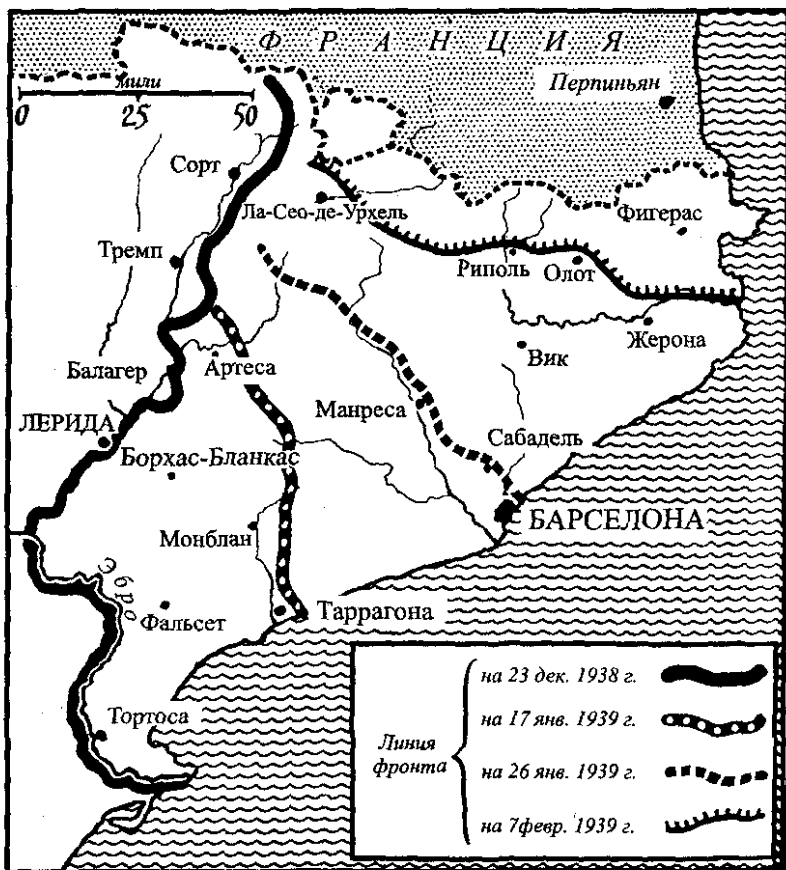 ФРАНЦИЯ
мили
0 25 50
Перпиньян
Сорт
Ла-Сео-де-Урхель
Фигерас
Тремп
Риполь
Олот
Жерона
Балагер
Артеса
Вик
Манреса
ЛЕРИДА
Сабадель
Борхас-Бланкас
БАРСЕЛОНА
Монблан
Эбро
Фальсет
Таррагона
Тортоса
Линия
фронта
на 23 дек. 1938 г.
на 17 янв. 1939 г.
на 26 янв. 1939 г.
на 7февр. 1939 г.